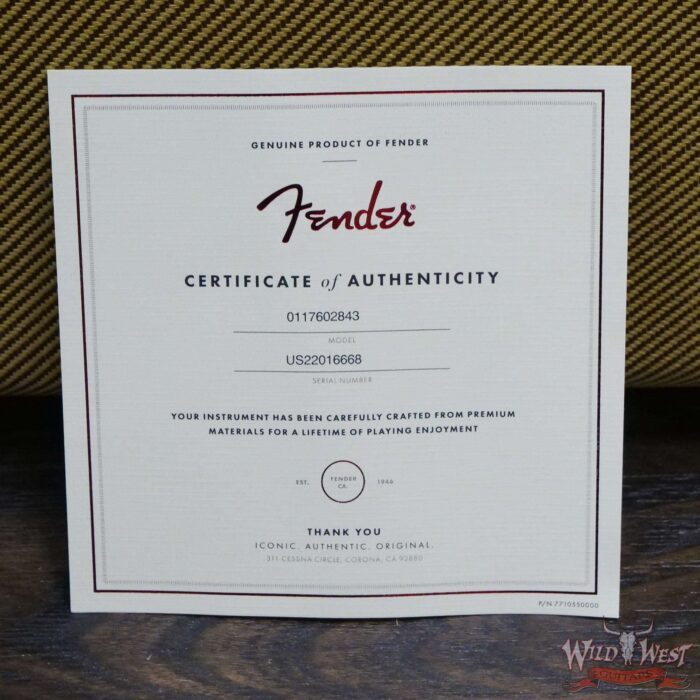 GENUINE PRODUCT OF FENDER
Fender®
CERTIFICATE of AUTHENTICITY
0117602843
MODEL
US22016668
SERIAL NUMBER
YOUR INSTRUMENT HAS BEEN CAREFULLY CRAFTED FROM PREMIUM
MATERIALS FOR A LIFETIME OF PLAYING ENJOYMENT
EST. FENDER CA. 1946
THANK YOU
ICONIC. AUTHENTIC. ORIGINAL.
311 CESSNA CIRCLE, CORONA, CA 92880
P/N 7710550000
WILD WEST
GUITARS